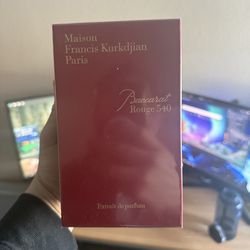 Maison
Francis Kurkdjian
Paris
Baccarat
Rouge 540
Extrait de parfum